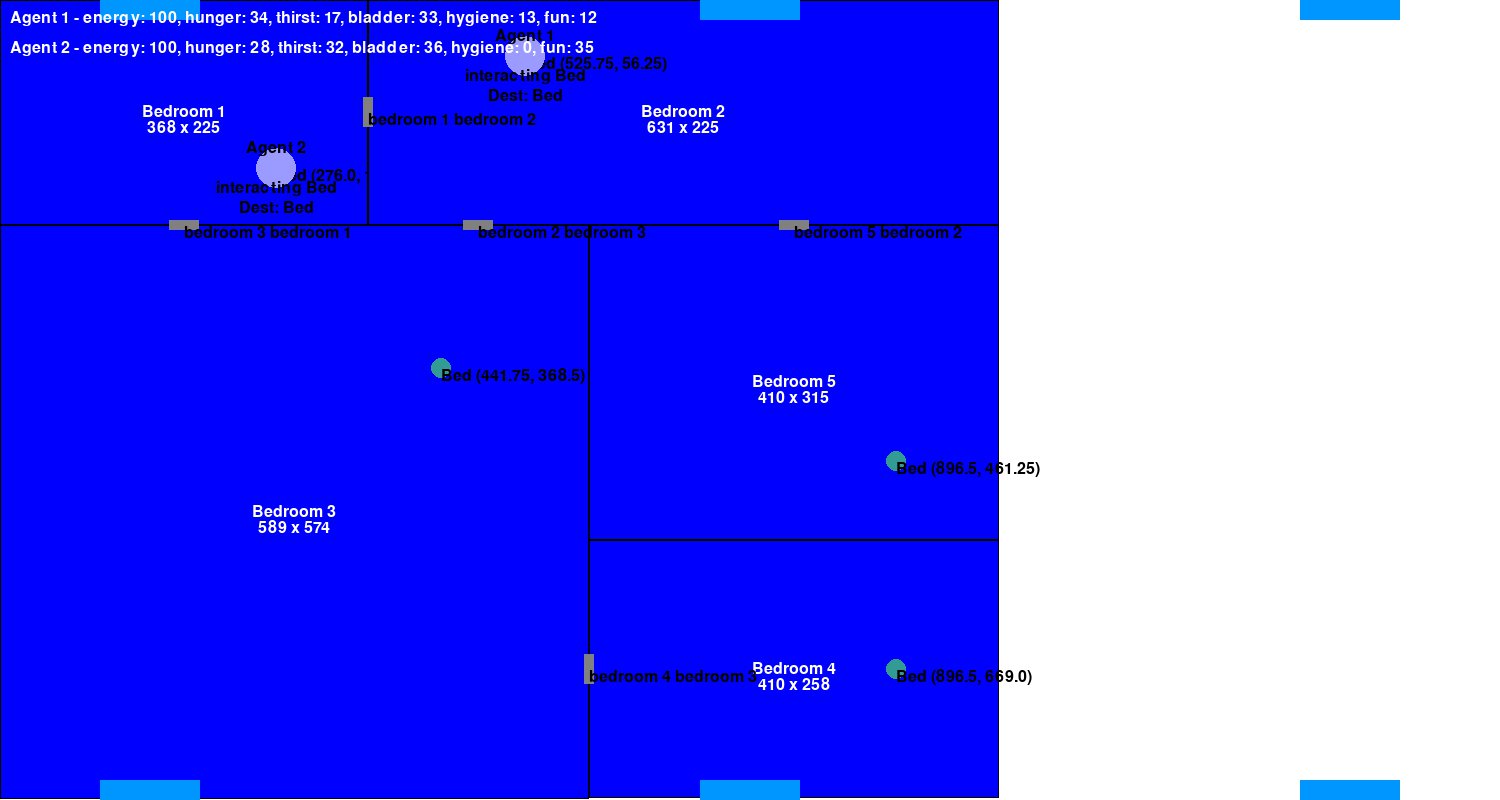 Agent 1 - energy: 100, hunger: 34, thirst: 17, bladder: 33, hygiene: 13, fun: 12
Agent 2 - energy: 100, hunger: 28, thirst: 32, bladder: 36, hygiene: 0, fun: 35
Agent 1
(525.75, 56.25)
interacting Bed
Dest: Bed
Bedroom 1
368 x 225
bedroom 1 bedroom 2
Bedroom 2
631 x 225
Agent 2
(276.0,
interacting Bed
Dest: Bed
bedroom 3 bedroom 1
bedroom 2 bedroom 3
bedroom 5 bedroom 2
Bed (441.75, 368.5)
Bedroom 5
410 x 315
Bed (896.5, 461.25)
Bedroom 3
589 x 574
bedroom 4 bedroom 3
Bedroom 4
410 x 258
Bed (896.5, 669.0)